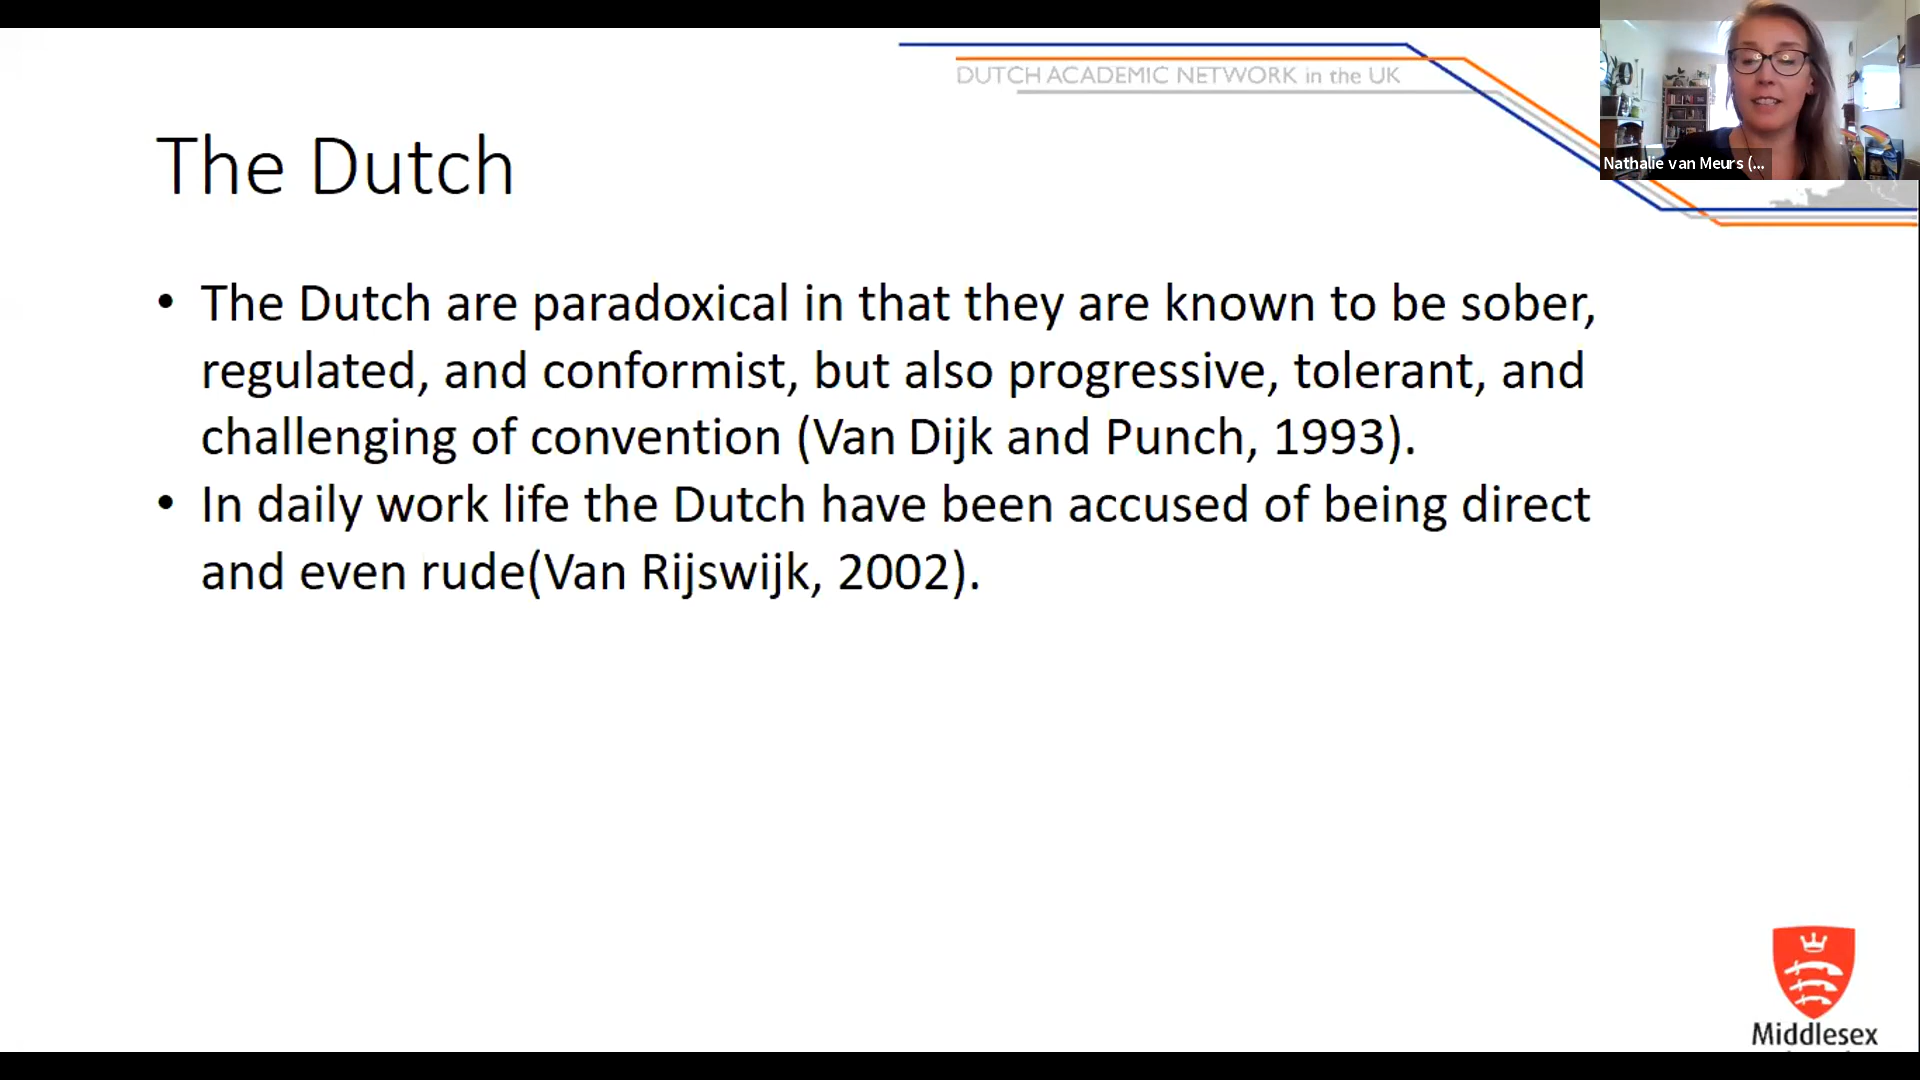 DUTCH ACADEMIC NETWORK in the UK
Nathalie van Meurs (...
The Dutch
• The Dutch are paradoxical in that they are known to be sober,
regulated, and conformist, but also progressive, tolerant, and
challenging of convention (Van Dijk and Punch, 1993).
• In daily work life the Dutch have been accused of being direct
and even rude(Van Rijswijk, 2002).
Middlesex